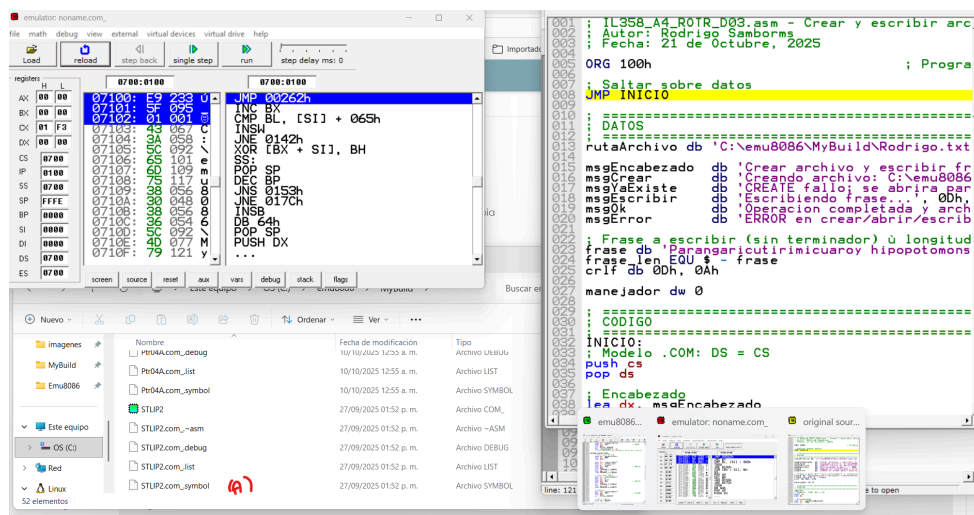 emulator: noname.com_
file math debug view external virtual devices virtual drive help
Load reload step back single step run step delay ms: 0
registers
H L
AX 00 00
BX 00 00
CX 01 F3
DX 00 00
CS 0700
IP 0100
SS 0700
SP FFFE
BP 0000
SI 0000
DI 0000
DS 0700
ES 0700
0700:0100 0700:0100
07100: E9 233 Ú
07101: 5F 095 _
07102: 01 001
07103: 43 067 C
07104: 3A 058 :
07105: 5C 092 \
07106: 65 101 e
07107: 6D 109 m
07108: 75 117 u
07109: 38 056 8
0710A: 30 048 0
0710B: 38 056 8
0710C: 36 054 6
0710D: 5C 092 \
0710E: 4D 077 M
0710F: 79 121 y
JMP 00262h
INC BX
CMP BL, [SI] + 065h
INSW
JNE 0142h
XOR [BX + SI], BH
SS:
POP SP
DEC BP
JNS 0153h
JNE 017Ch
INSB
DB 64h
POP SP
PUSH DX
...
screen source reset aux vars debug stack flags
Importado
Este equipo OS (C:) emu8086 MyBuild
Buscar en
Nuevo Ordenar Ver ...
imagenes
MyBuild
Emu8086
Este equipo
OS (C:)
Red
Linux
52 elementos
Nombre Fecha de modificación Tipo
Ptr04A.com_.debug 10/10/2025 12:55 a. m. Archivo DEBUG
Ptr04A.com_.list 10/10/2025 12:55 a. m. Archivo LIST
Ptr04A.com_.symbol 10/10/2025 12:55 a. m. Archivo SYMBOL
STLIP2 27/09/2025 01:52 p. m. Archivo COM_
STLIP2.com_.~asm 27/09/2025 01:52 p. m. Archivo ~ASM
STLIP2.com_.debug 27/09/2025 01:52 p. m. Archivo DEBUG
STLIP2.com_.list 27/09/2025 01:52 p. m. Archivo LIST
STLIP2.com_.symbol 27/09/2025 01:52 p. m. Archivo SYMBOL
(A)
001 ; IL358_A4_ROTR_D03.asm - Crear y escribir arc
002 ; Autor: Rodrigo Samborms
003 ; Fecha: 21 de Octubre, 2025
004
005 ORG 100h ; Progra
006
007 ; Saltar sobre datos
008 JMP INICIO
009
010 ; ========================================
011 ; DATOS
012 ; ========================================
013 rutaArchivo db 'C:\emu8086\MyBuild\Rodrigo.txt
014
015 msgEncabezado db 'Crear archivo y escribir fr
016 msgCrear db 'Creando archivo: C:\emu8086
017 msgYaExiste db 'CREATE fallo; se abrira par
018 msgEscribir db 'Escribiendo frase...', 0Dh,
019 msgOk db 'Operacion completada y arch
020 msgError db 'ERROR en crear/abrir/escrib
021
022 ; Frase a escribir (sin terminador) ù longitud
023 frase db 'Parangaricutirimicuaroy hipopotomons
024 frase_len EQU $ - frase
025 crlf db 0Dh, 0Ah
026
027 manejador dw 0
028
029 ; ========================================
030 ; CODIGO
031 ; ========================================
032 INICIO:
033 ; Modelo .COM: DS = CS
034 push cs
035 pop ds
036
037 ; Encabezado
038 lea dx, msgEncabezado
emu8086... emulator: noname.com_ original sour...
line: 121
e to open